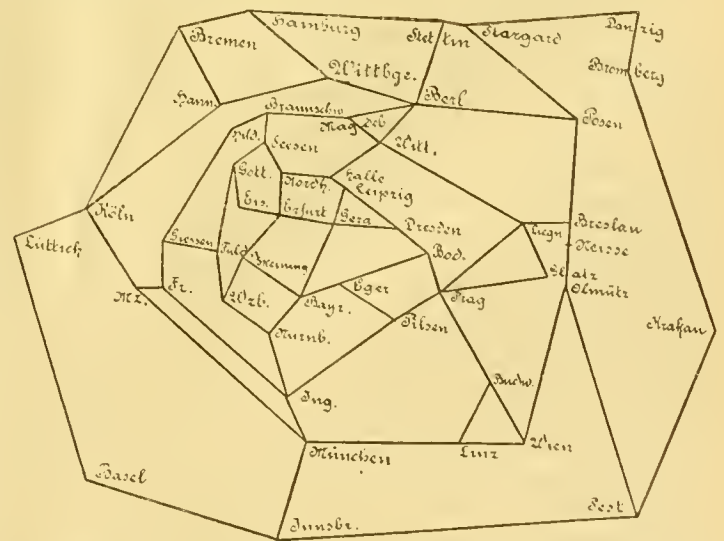 Hamburg
Danzig
Bremen
Stettin
Stargard
Bromberg
Wittbge.
Hann.
Berl.
Braunschw.
Magdeb.
Posen
Hild.
Seesen
Witt.
Gott.
Nordh.
Halle
Leipzig
Eis.
Erfurt
Gera
Dresden
Köln
Breslau
Liegn
Lüttich
Giessen
Fuld.
Neisse
Bod.
Glatz
Olmütz
Eger
Mz.
Fr.
Wzb.
Bayr.
Prag
Nürnb.
Pilsen
Krakau
Budw.
Ing.
München
Linz
Wien
Basel
Pest
Innsbr.